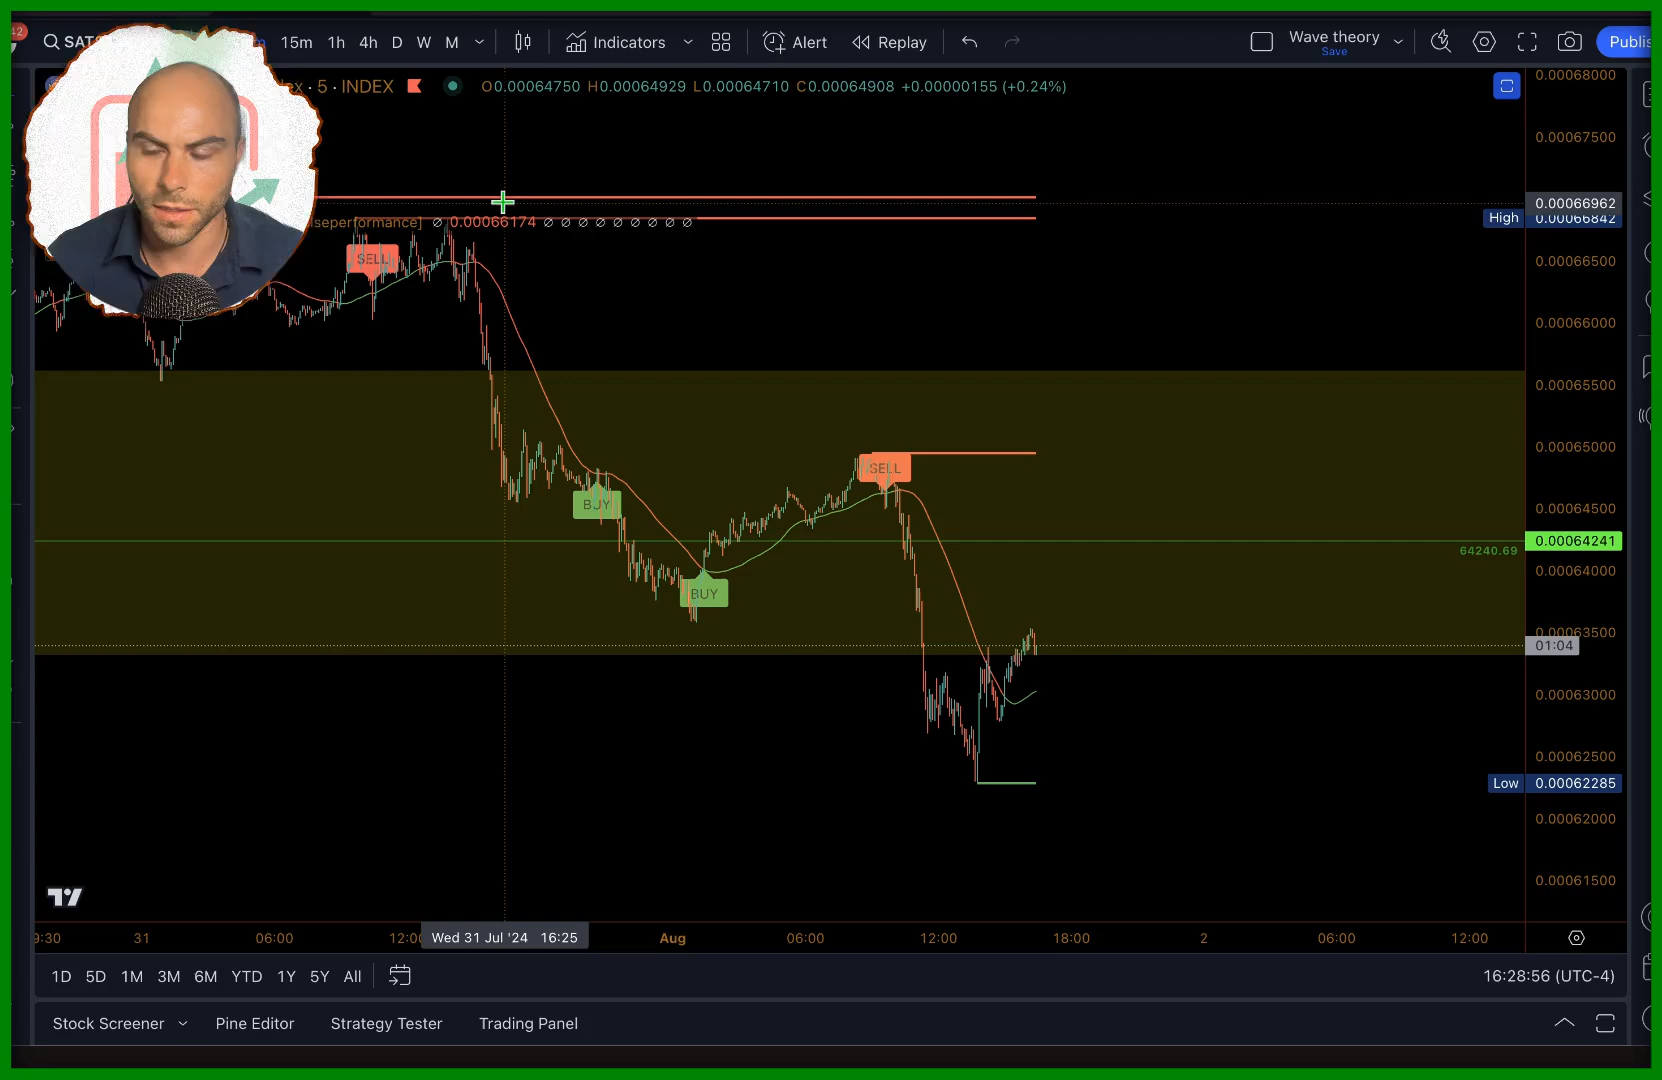 42
SATS
15m 1h 4h D W M
Indicators
Alert
Replay
Wave theory
Save
Publis
ex · 5 · INDEX O0.00064750 H0.00064929 L0.00064710 C0.00064908 +0.00000155 (+0.24%)
lseperformance] ∅ 0.00066174 ∅ ∅ ∅ ∅ ∅ ∅ ∅ ∅ ∅
0.00068000
0.00067500
0.00066962
High 0.00066842
0.00066500
0.00066000
0.00065500
0.00065000
0.00064500
0.00064241
64240.69
0.00064000
0.00063500
01:04
0.00063000
0.00062500
Low 0.00062285
0.00062000
0.00061500
SELL
BUY
BUY
SELL
9:30 31 06:00 12:00 Wed 31 Jul '24 16:25 Aug 06:00 12:00 18:00 2 06:00 12:00
1D 5D 1M 3M 6M YTD 1Y 5Y All
16:28:56 (UTC-4)
Stock Screener Pine Editor Strategy Tester Trading Panel